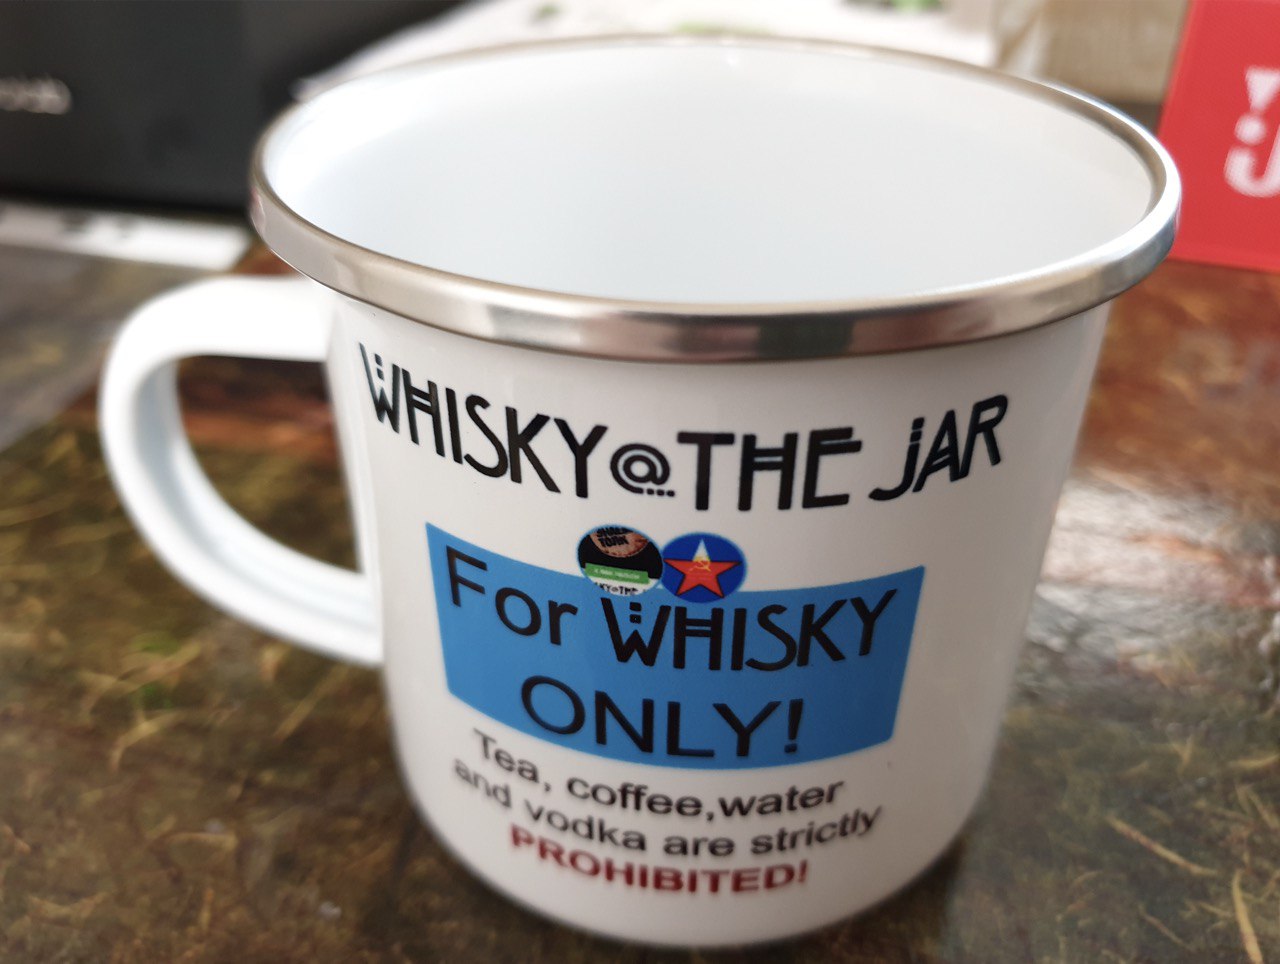 WHISKY@THE JAR
For WHISKY
ONLY!
Tea, coffee,water
and vodka are strictly
PROHIBITED!